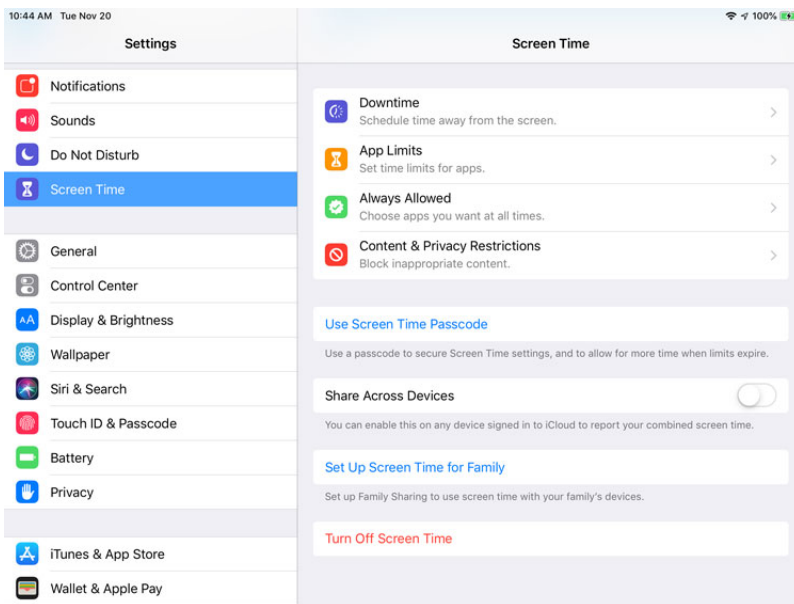 10:44 AM Tue Nov 20
100%
Settings
Notifications
Sounds
Do Not Disturb
Screen Time
General
Control Center
AA Display & Brightness
Wallpaper
Siri & Search
Touch ID & Passcode
Battery
Privacy
iTunes & App Store
Wallet & Apple Pay
Screen Time
Downtime
Schedule time away from the screen.
App Limits
Set time limits for apps.
Always Allowed
Choose apps you want at all times.
Content & Privacy Restrictions
Block inappropriate content.
Use Screen Time Passcode
Use a passcode to secure Screen Time settings, and to allow for more time when limits expire.
Share Across Devices
You can enable this on any device signed in to iCloud to report your combined screen time.
Set Up Screen Time for Family
Set up Family Sharing to use screen time with your family's devices.
Turn Off Screen Time